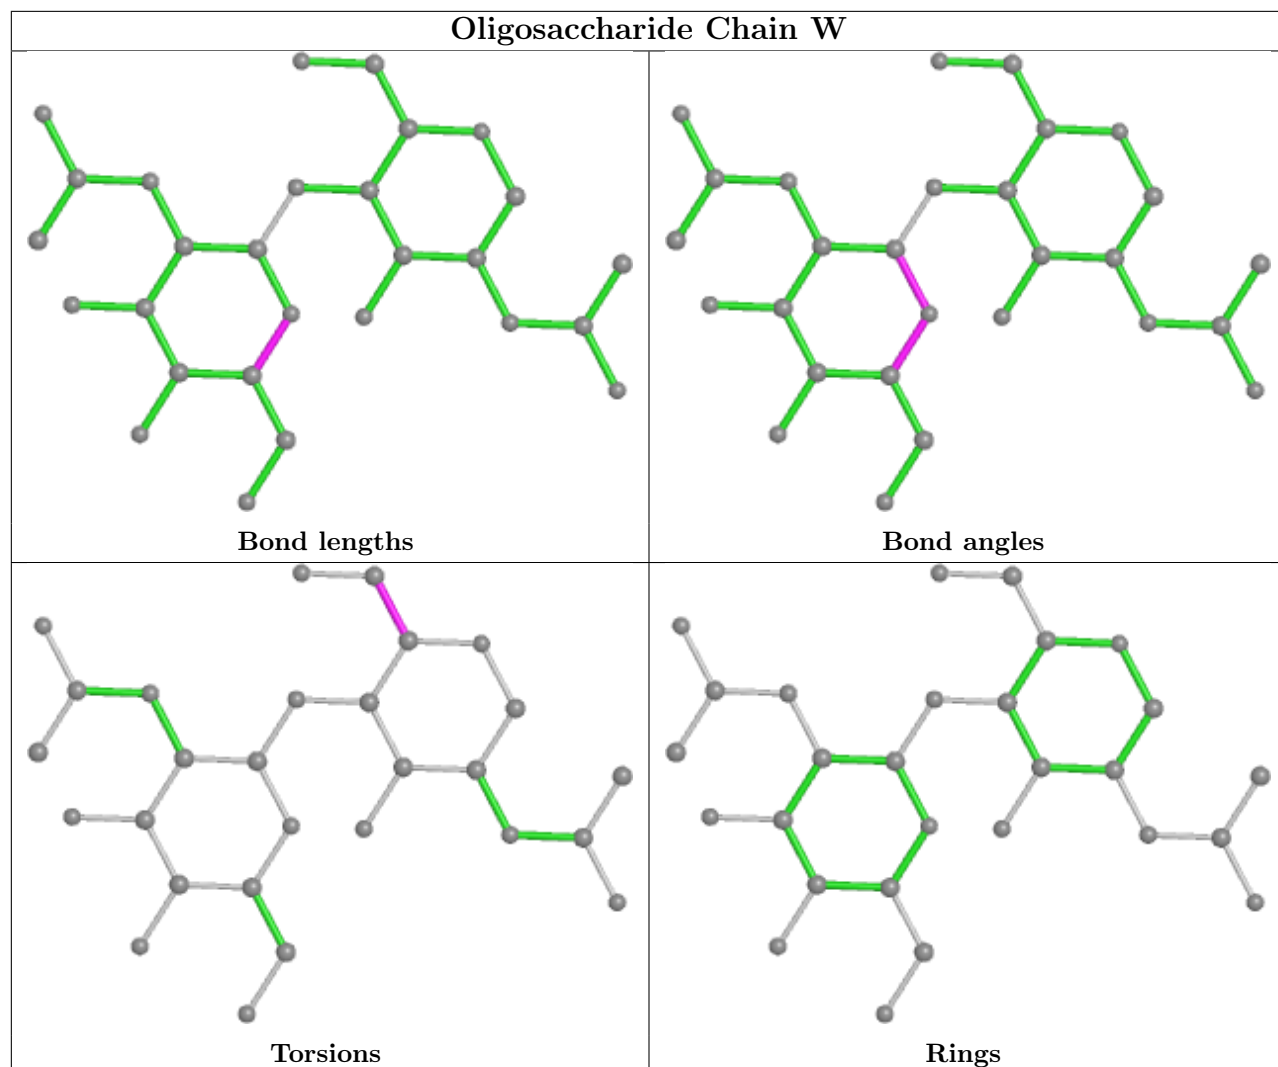 Oligosaccharide Chain W
Bond lengths
Bond angles
Torsions
Rings